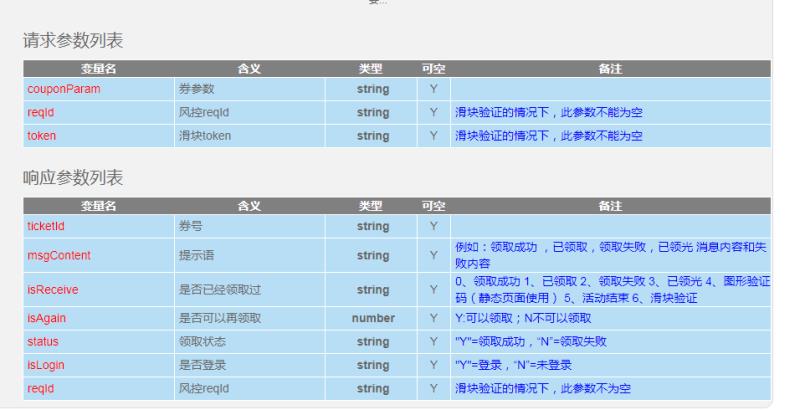 请求参数列表
变量名 含义 类型 可空 备注
couponParam 券参数 string Y
reqId 风控reqId string Y 滑块验证的情况下，此参数不能为空
token 滑块token string Y 滑块验证的情况下，此参数不能为空
响应参数列表
变量名 含义 类型 可空 备注
ticketId 券号 string Y
msgContent 提示语 string Y 例如：领取成功 ，已领取，领取失败，已领光 消息内容和失
败内容
isReceive 是否已经领取过 string Y 0、领取成功 1、已领取 2、领取失败 3、已领光 4、图形验证
码（静态页面使用） 5、活动结束 6、滑块验证
isAgain 是否可以再领取 number Y Y:可以领取；N不可以领取
status 领取状态 string Y "Y"=领取成功，“N”=领取失败
isLogin 是否登录 string Y "Y"=登录，“N”=未登录
reqId 风控reqId string Y 滑块验证的情况下，此参数不为空